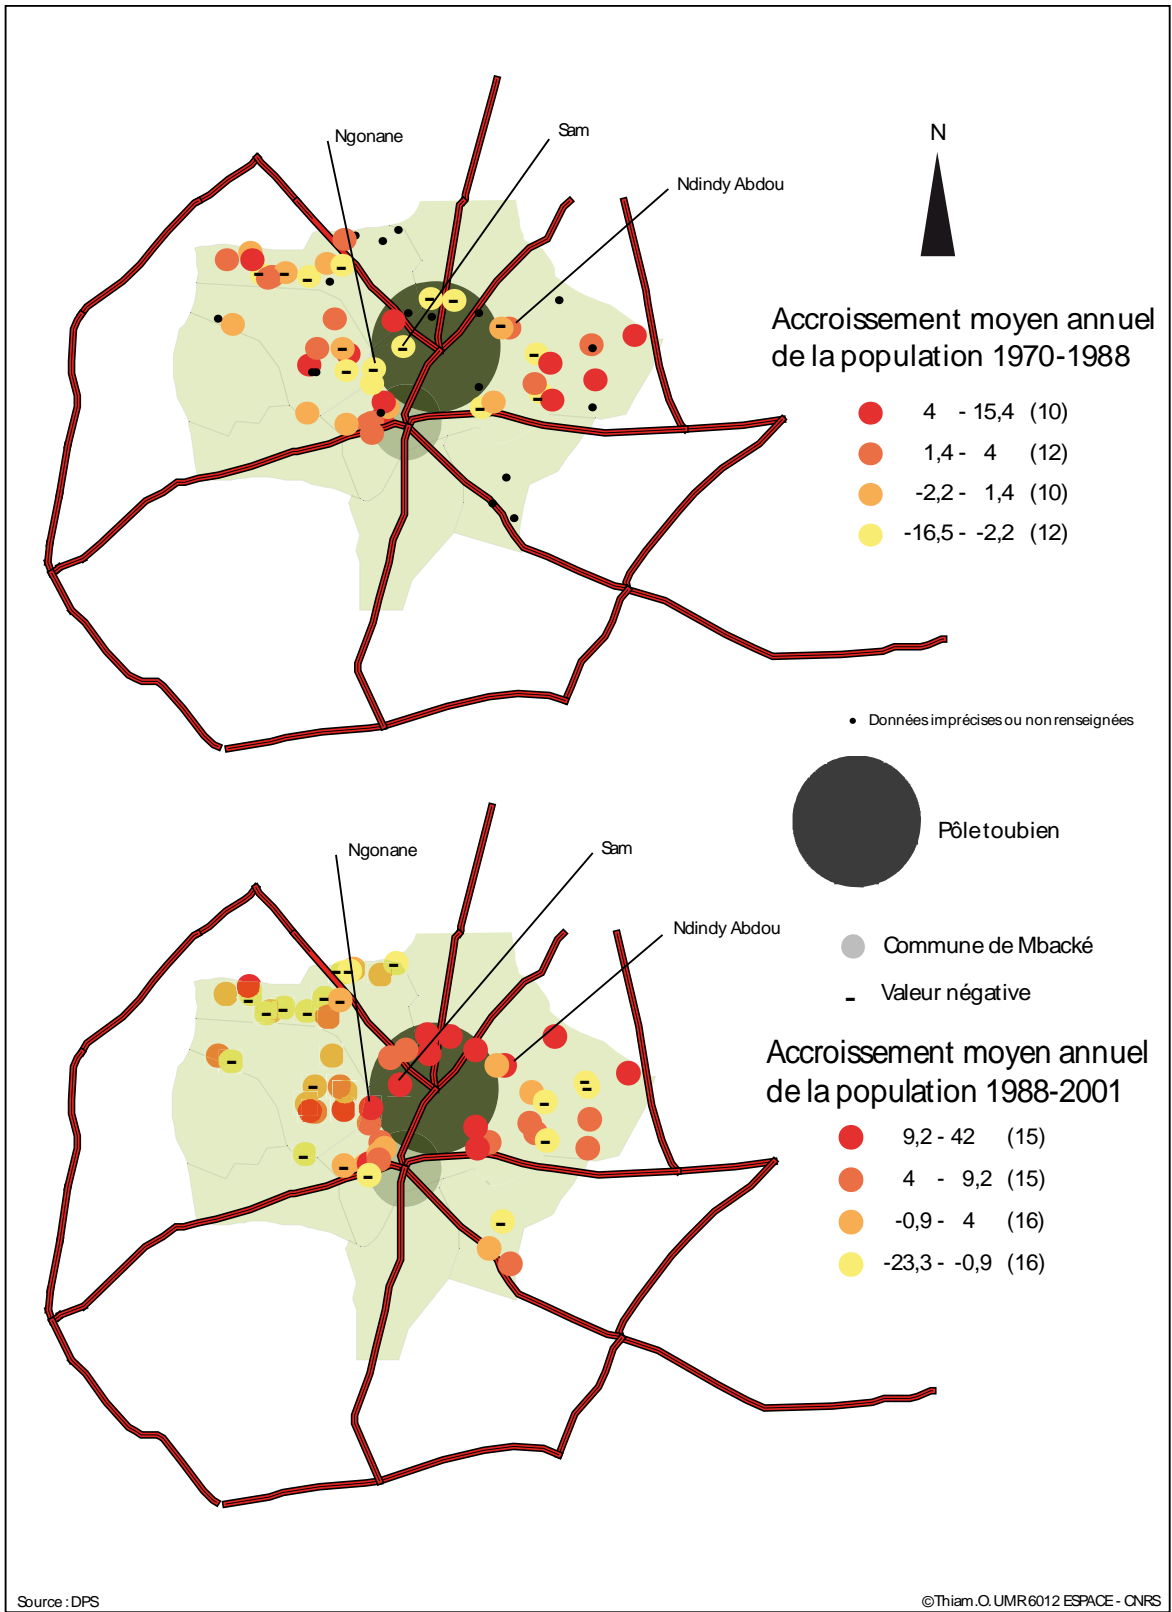 Ngonane
Sam
Ndindy Abdou
N
Accroissement moyen annuel
de la population 1970-1988
4 - 15,4 (10)
1,4 - 4 (12)
-2,2 - 1,4 (10)
-16,5 - -2,2 (12)
Données imprécises ou non renseignées
Pôle toubien
Ngonane
Sam
Ndindy Abdou
Commune de Mbacké
- Valeur négative
Accroissement moyen annuel
de la population 1988-2001
9,2 - 42 (15)
4 - 9,2 (15)
-0,9 - 4 (16)
-23,3 - -0,9 (16)
Source : DPS
©Thiam.O. UMR 6012 ESPACE - CNRS